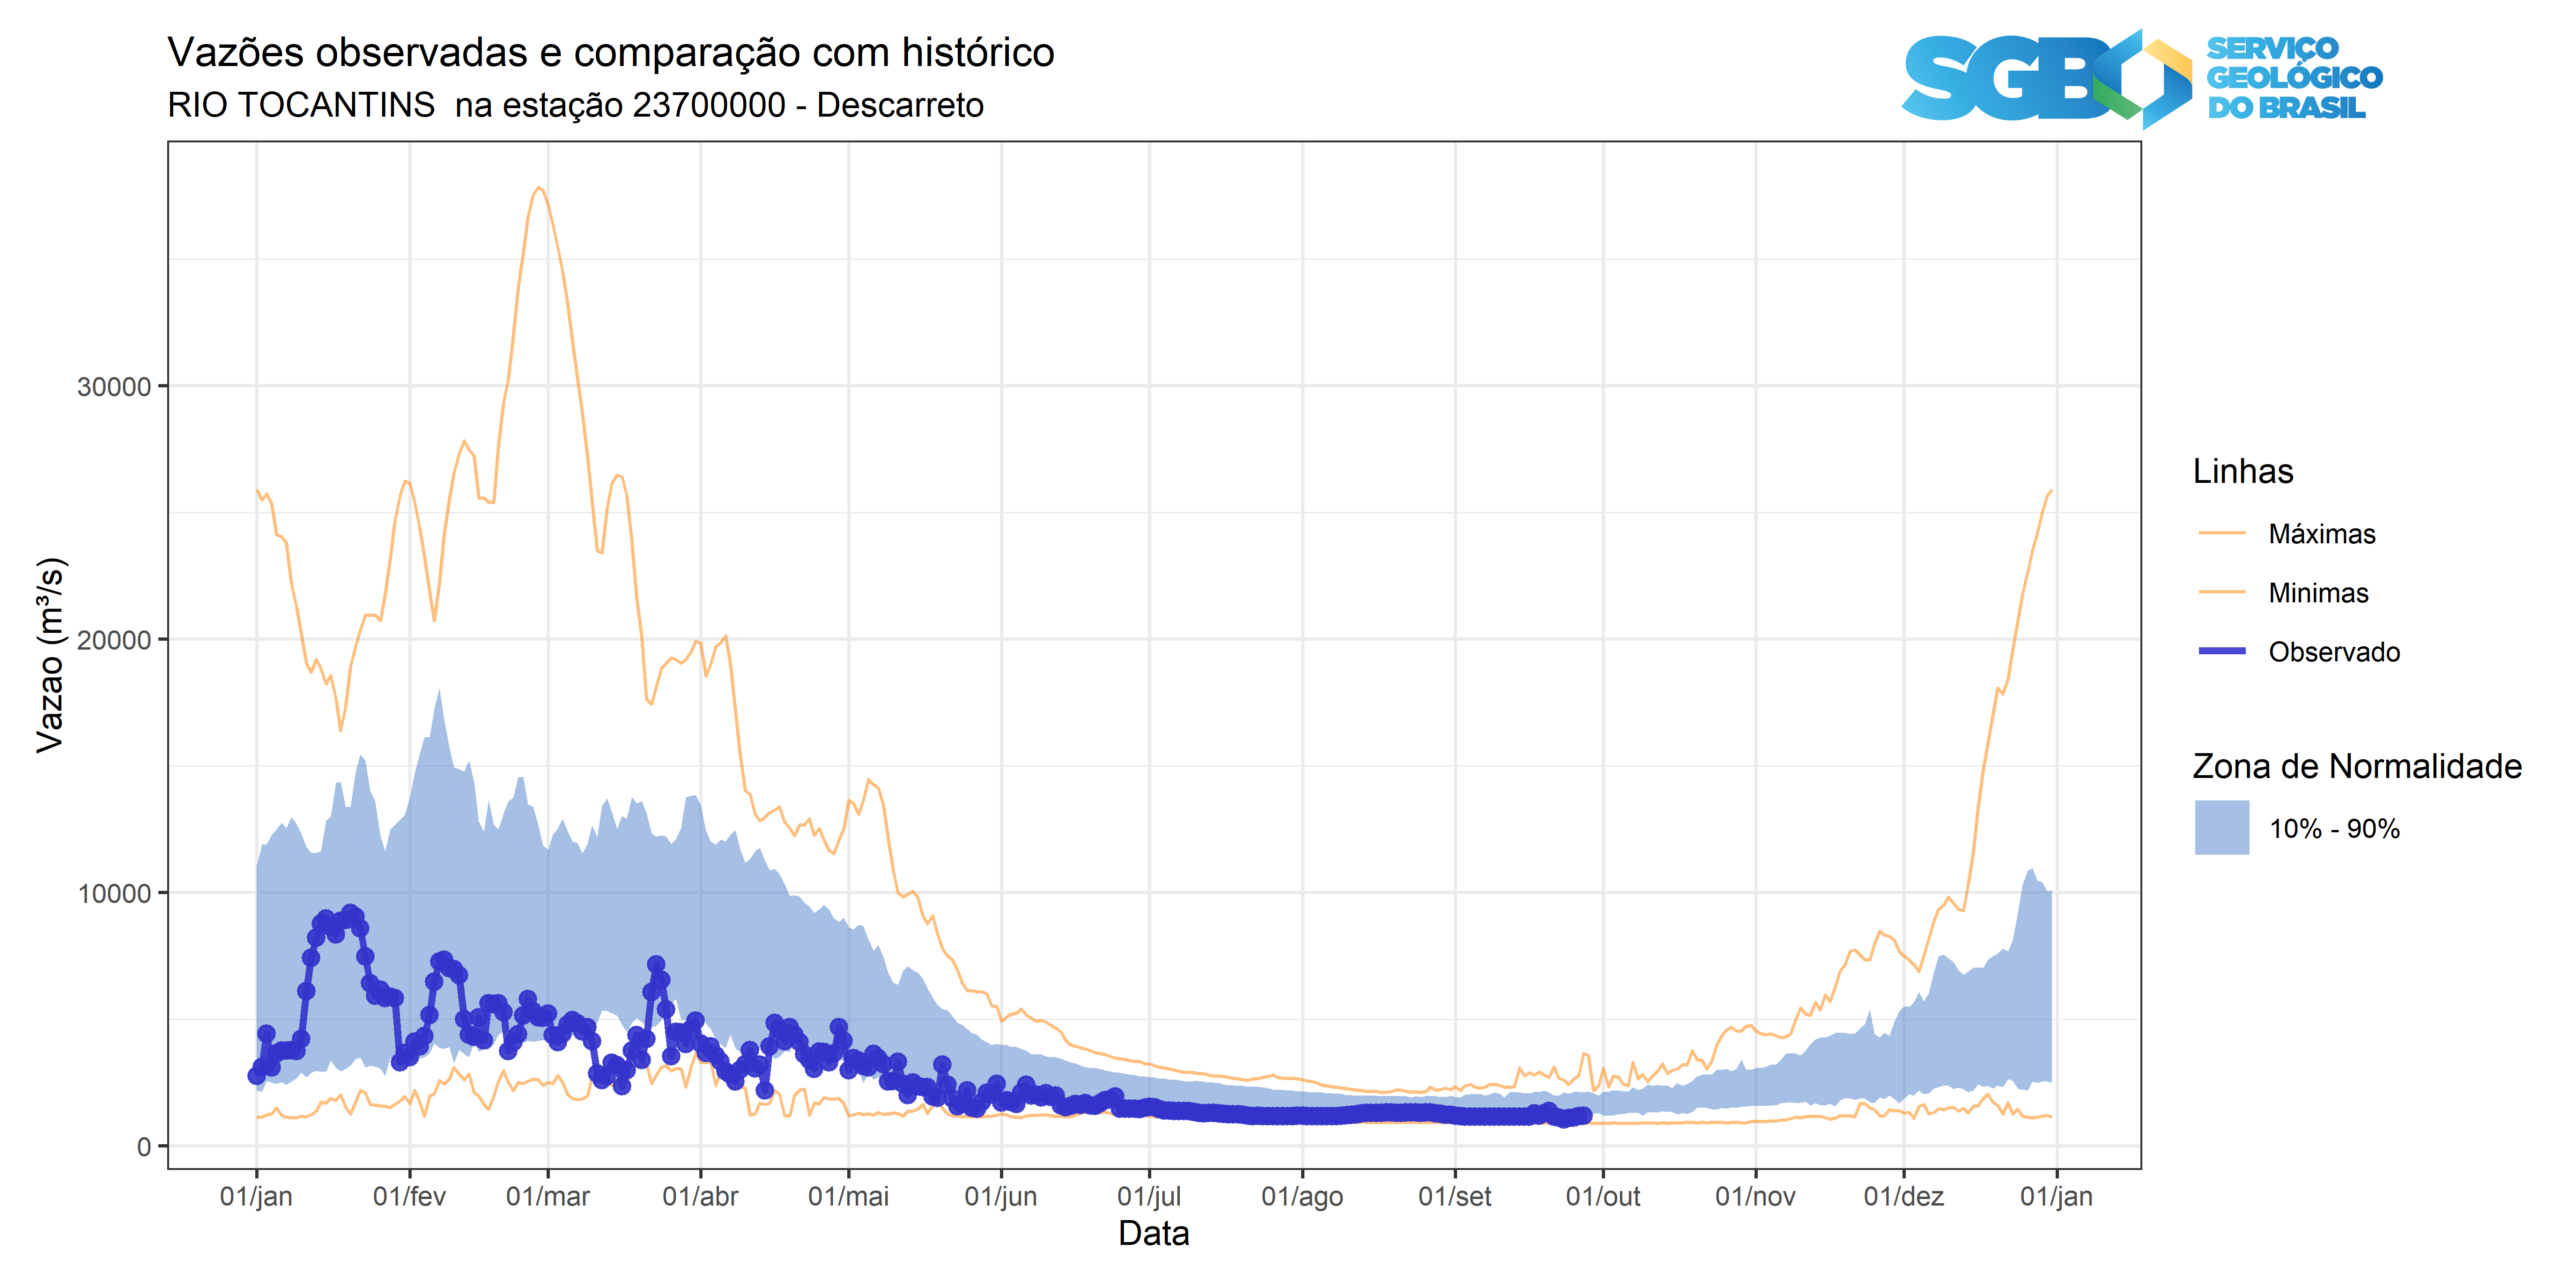 Vazões observadas e comparação com histórico
RIO TOCANTINS  na estação 23700000 - Descarreto
SGB
SERVIÇO
GEOLÓGICO
DO BRASIL
Vazao (m³/s)
30000
20000
10000
0
01/jan
01/fev
01/mar
01/abr
01/mai
01/jun
01/jul
01/ago
01/set
01/out
01/nov
01/dez
01/jan
Data
Linhas
Máximas
Minimas
Observado
Zona de Normalidade
10% - 90%